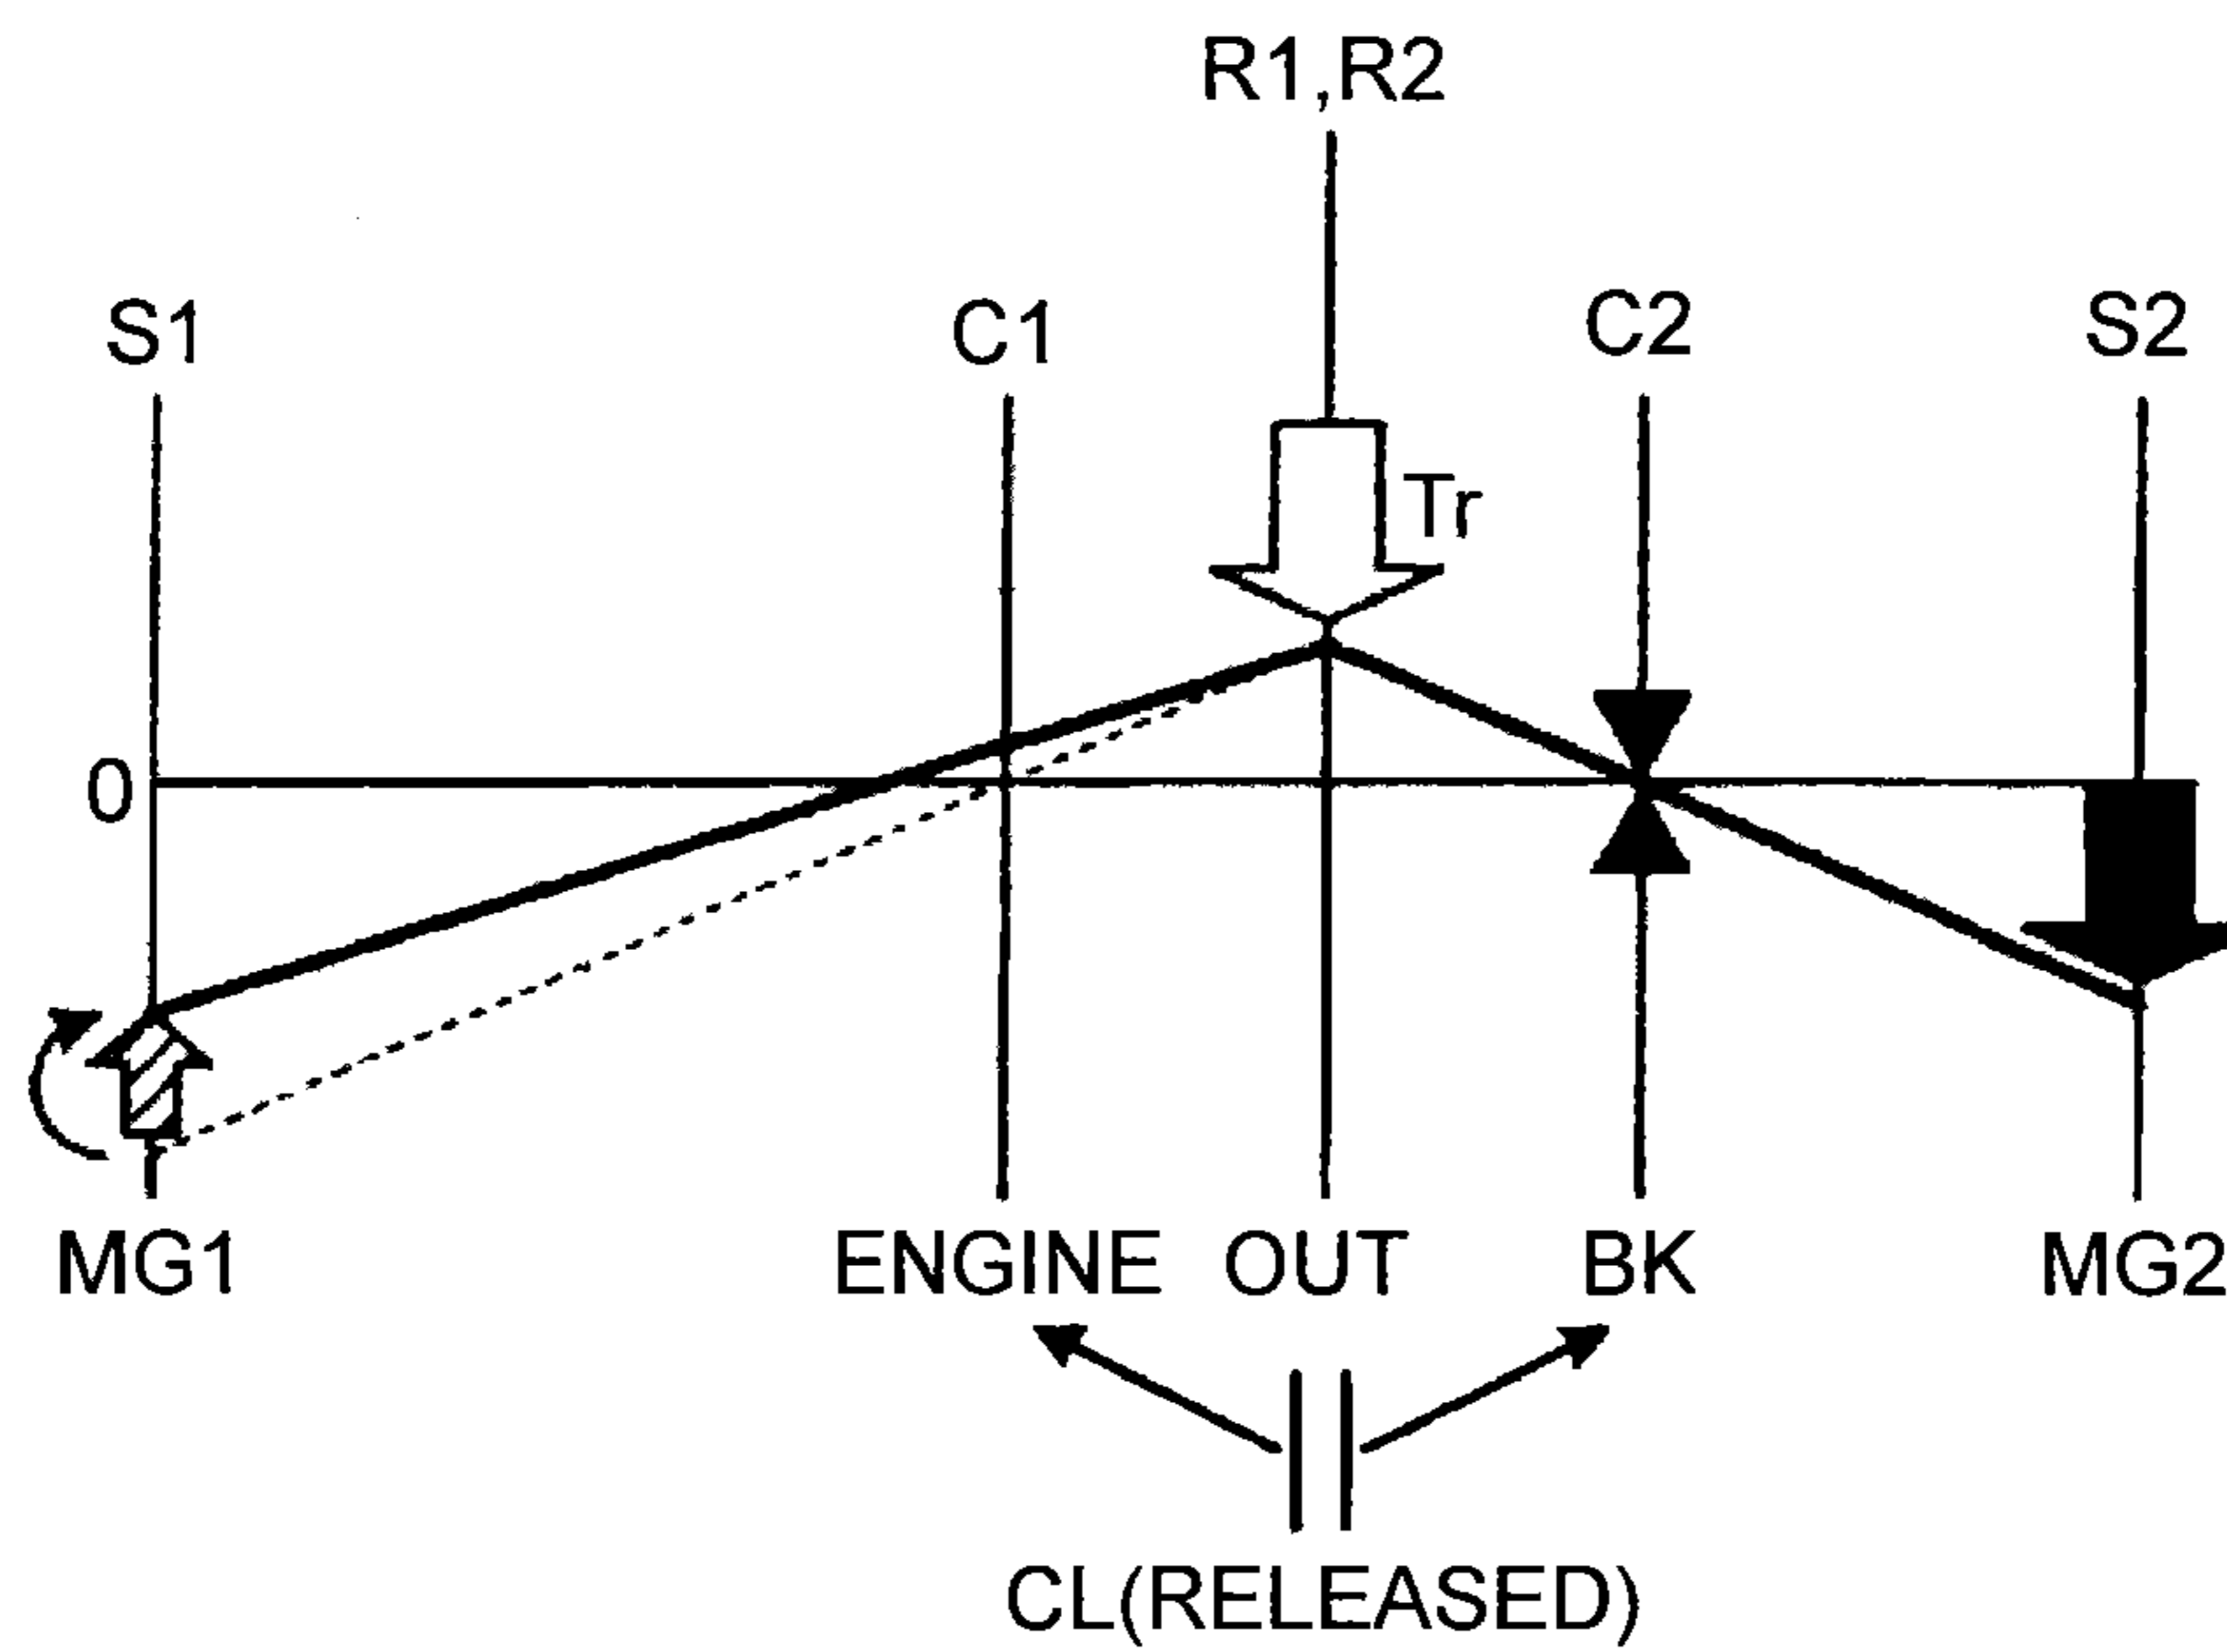 R1,R2
S1 C1 C2 S2
Tr
0
MG1 ENGINE OUT BK MG2
CL(RELEASED)